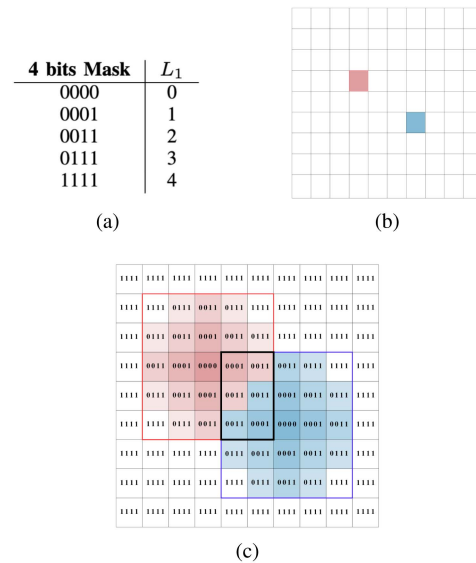 4 bits Mask L₁
0000 0
0001 1
0011 2
0111 3
1111 4
(a)
(b)
1111 1111 1111 1111 1111 1111 1111 1111 1111 1111
1111 1111 0111 0011 0111 1111 1111 1111 1111 1111
1111 0111 0011 0001 0011 0111 1111 1111 1111 1111
1111 0011 0001 0000 0001 0011 0011 0111 1111 1111
1111 0111 0011 0001 0011 0011 0001 0011 0111 1111
1111 1111 0111 0011 0011 0001 0000 0001 0011 1111
1111 1111 1111 1111 0111 0011 0001 0011 0111 1111
1111 1111 1111 1111 1111 0111 0011 0111 1111 1111
1111 1111 1111 1111 1111 1111 1111 1111 1111 1111
(c)